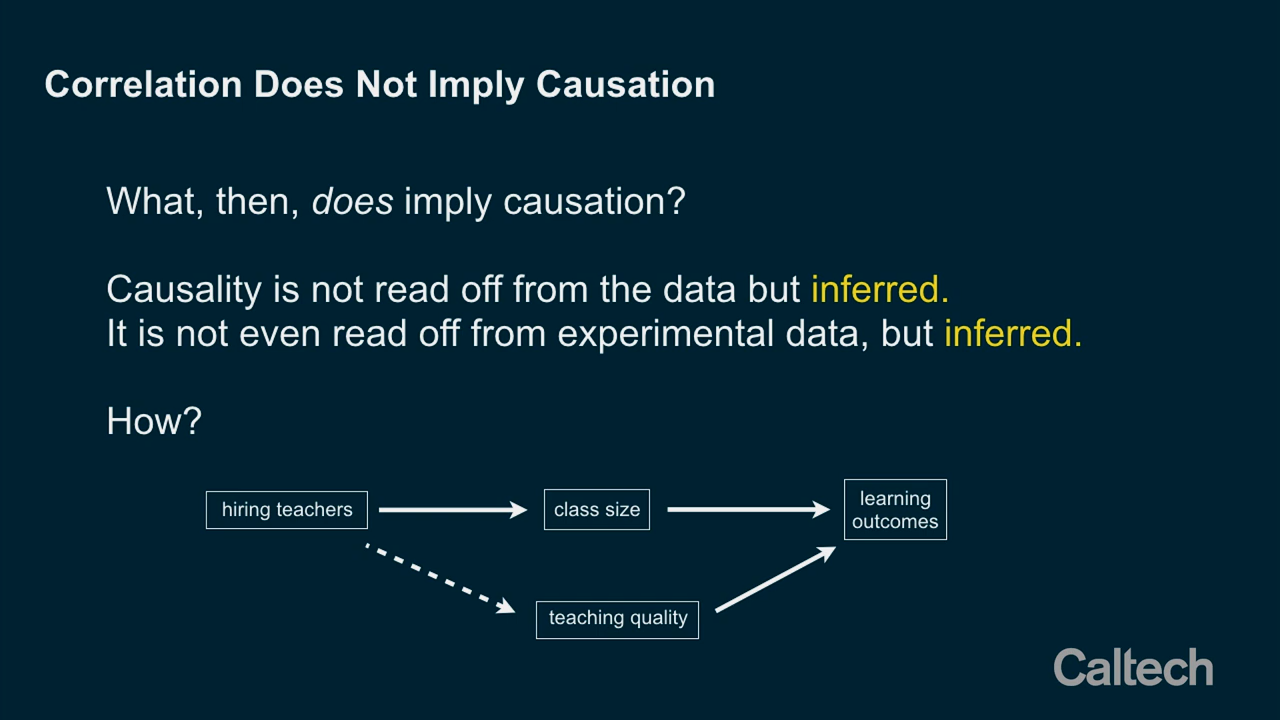 Correlation Does Not Imply Causation
What, then, does imply causation?
Causality is not read off from the data but inferred.
It is not even read off from experimental data, but inferred.
How?
hiring teachers
class size
learning
outcomes
teaching quality
Caltech